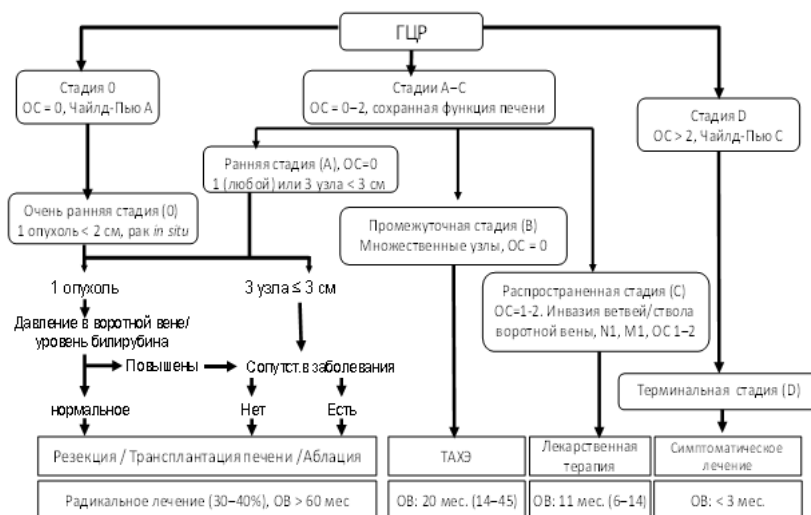 ГЦР
Стадия 0
ОС = 0, Чайлд-Пью А
Стадии А–С
ОС = 0–2, сохранная функция печени
Стадия D
ОС > 2, Чайлд-Пью С
Ранняя стадия (А), ОС=0
1 (любой) или 3 узла < 3 см
Очень ранняя стадия (0)
1 опухоль < 2 см, рак in situ
Промежуточная стадия (В)
Множественные узлы, ОС = 0
1 опухоль
3 узла ≤ 3 см
Распространенная стадия (С)
ОС=1-2. Инвазия ветвей/ствола
воротной вены, N1, M1, ОС 1–2
Давление в воротной вене/
уровень билирубина
Повышены
Сопутст.в заболевания
Терминальная стадия (D)
нормальное
Нет
Есть
Резекция / Трансплантация печени /Аблация
ТАХЭ
Лекарственная
терапия
Симптоматическое
лечение
Радикальное лечение (30–40%), ОВ > 60 мес
ОВ: 20 мес. (14–45)
ОВ: 11 мес. (6–14)
ОВ: < 3 мес.